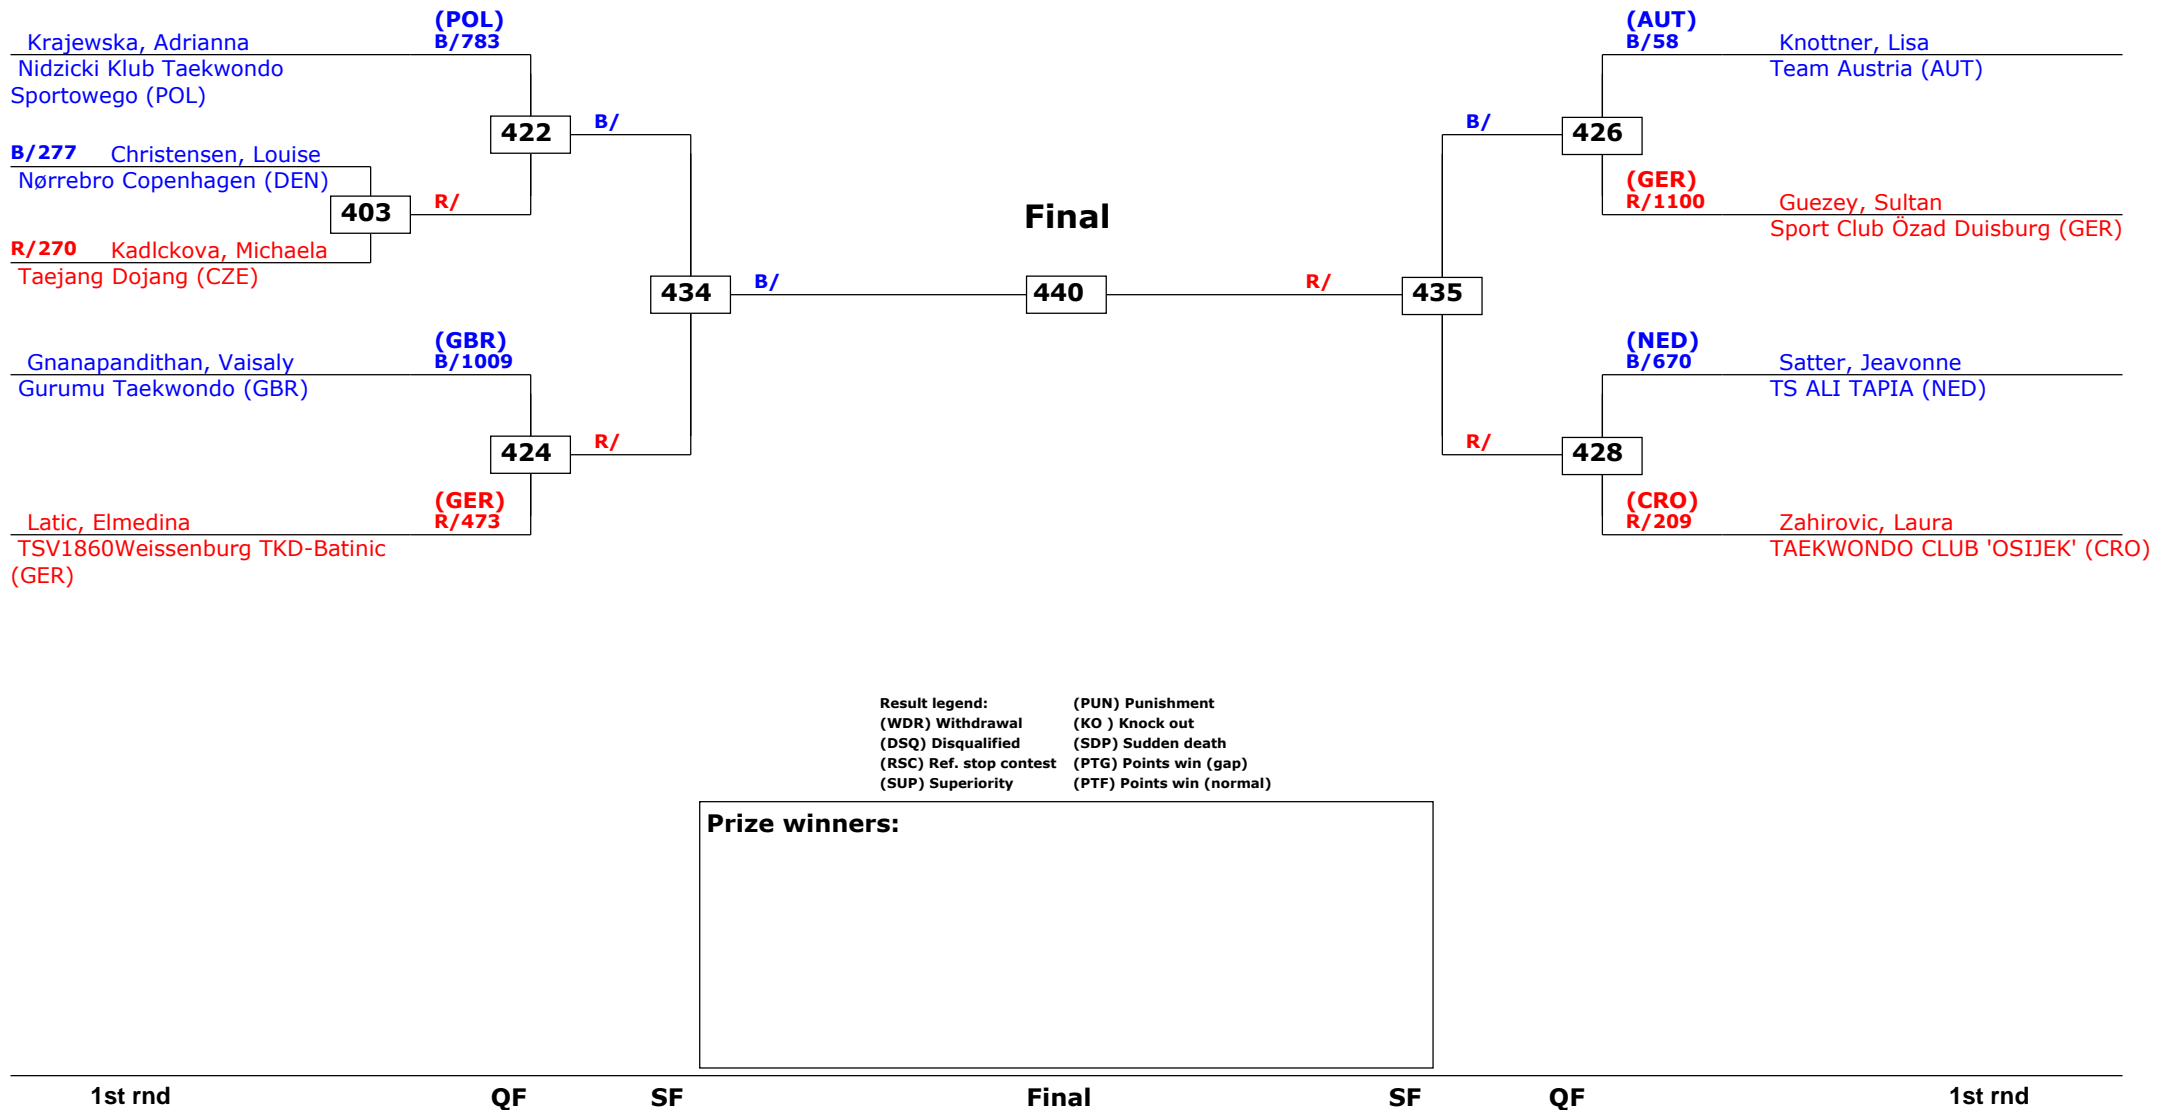 (POL)
B/783
Krajewska, Adrianna
Nidzicki Klub Taekwondo
Sportowego (POL)
422
B/
B/277 Christensen, Louise
Nørrebro Copenhagen (DEN)
403
R/
R/270 Kadlckova, Michaela
Taejang Dojang (CZE)
434
B/
(GBR)
B/1009
Gnanapandithan, Vaisaly
Gurumu Taekwondo (GBR)
424
R/
(GER)
R/473
Latic, Elmedina
TSV1860Weissenburg TKD-Batinic
(GER)
Final
440
R/
435
(AUT)
B/58
Knottner, Lisa
Team Austria (AUT)
B/
426
(GER)
R/1100
Guezey, Sultan
Sport Club Özad Duisburg (GER)
(NED)
B/670
Satter, Jeavonne
TS ALI TAPIA (NED)
R/
428
(CRO)
R/209
Zahirovic, Laura
TAEKWONDO CLUB 'OSIJEK' (CRO)
Result legend: (PUN) Punishment
(WDR) Withdrawal (KO ) Knock out
(DSQ) Disqualified (SDP) Sudden death
(RSC) Ref. stop contest (PTG) Points win (gap)
(SUP) Superiority (PTF) Points win (normal)
Prize winners:
1st rnd QF SF Final SF QF 1st rnd